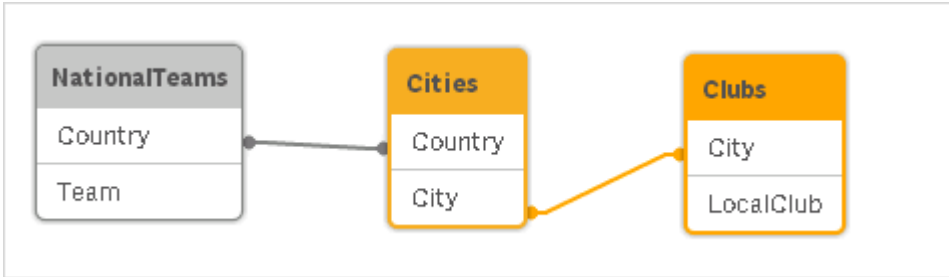 NationalTeams
Country
Team
Cities
Country
City
Clubs
City
LocalClub